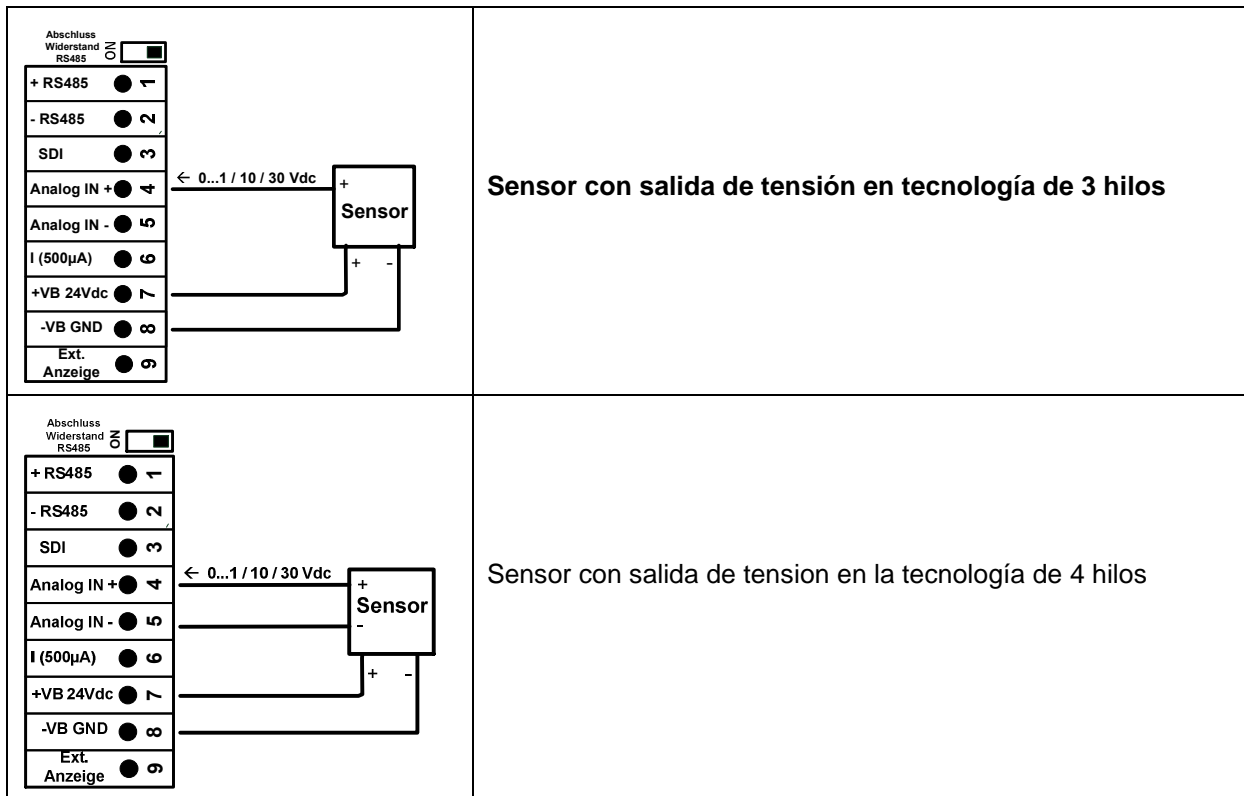 Abschluss
Widerstand
RS485
ON
+ RS485 1
- RS485 2
SDI 3
Analog IN + 4
Analog IN - 5
I (500µA) 6
+VB 24Vdc 7
-VB GND 8
Ext.
Anzeige 9
← 0...1 / 10 / 30 Vdc
+
Sensor
+ -
Sensor con salida de tensión en tecnología de 3 hilos
Abschluss
Widerstand
RS485
ON
+ RS485 1
- RS485 2
SDI 3
Analog IN + 4
Analog IN - 5
I (500µA) 6
+VB 24Vdc 7
-VB GND 8
Ext.
Anzeige 9
← 0...1 / 10 / 30 Vdc
+
Sensor
-
+ -
Sensor con salida de tension en la tecnología de 4 hilos